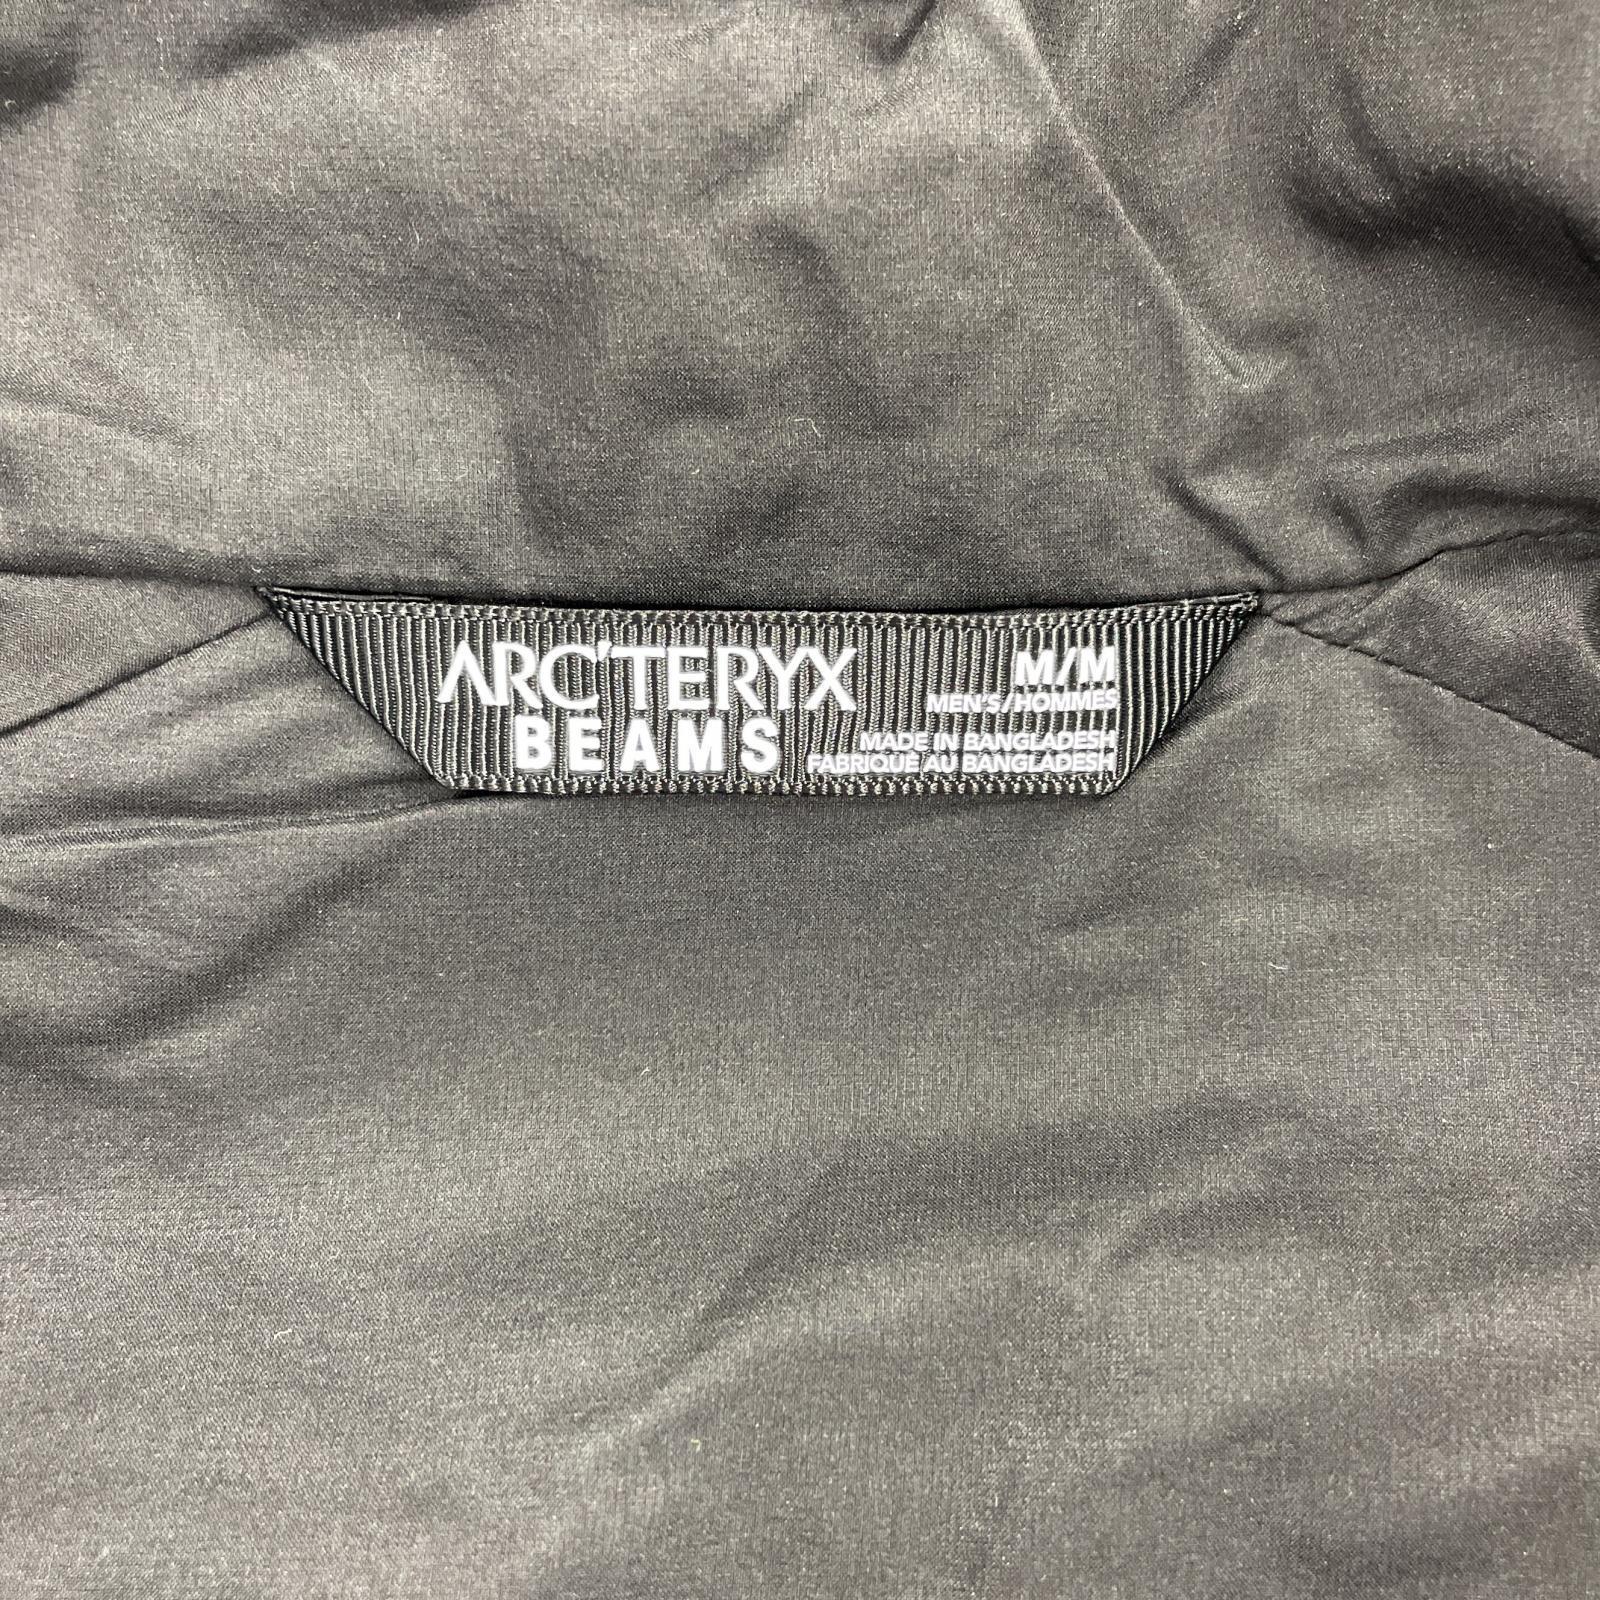 ARC'TERYX
BEAMS
M/M
MEN'S/HOMMES
MADE IN BANGLADESH
FABRIQUÉ AU BANGLADESH